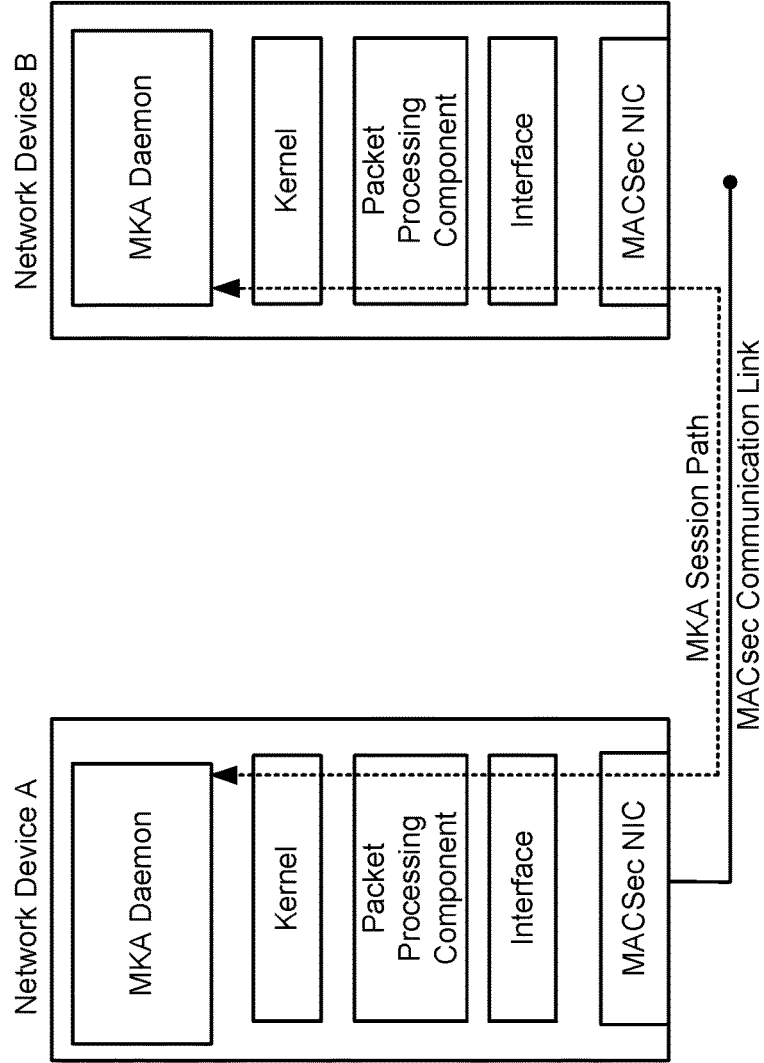 Network Device A
MKA Daemon
Kernel
Packet
Processing
Component
Interface
MACSec NIC
Network Device B
MKA Daemon
Kernel
Packet
Processing
Component
Interface
MACSec NIC
MKA Session Path
MACsec Communication Link